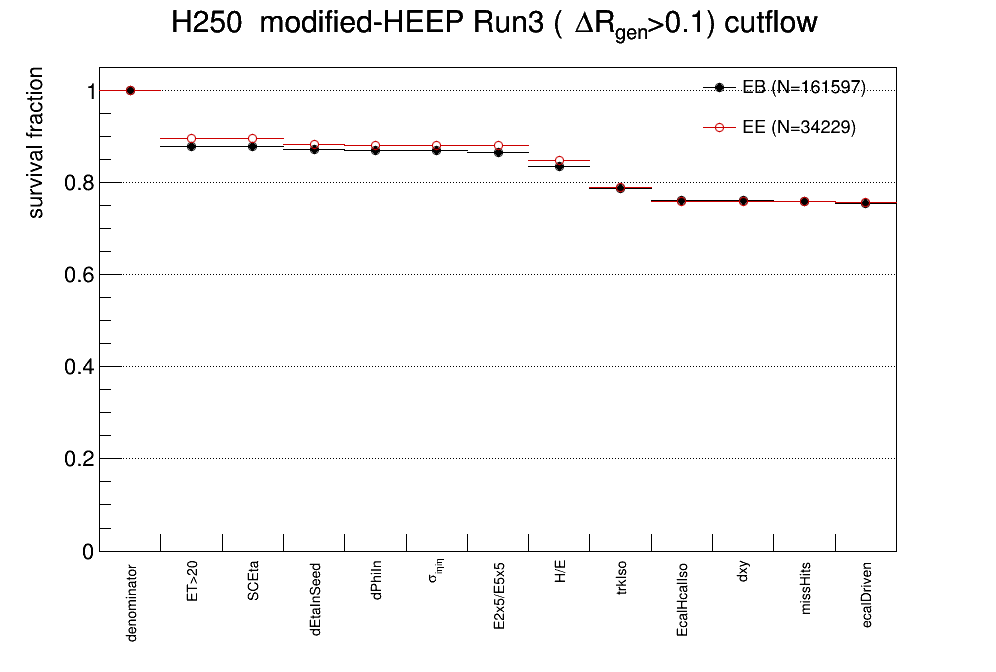 H250 modified-HEEP Run3 ( ΔRgen>0.1) cutflow
survival fraction
1
0.8
0.6
0.4
0.2
0
EB (N=161597)
EE (N=34229)
denominator
ET>20
SCEta
dEtaInSeed
dPhiIn
σiηiη
E2x5/E5x5
H/E
trkIso
EcalHcalIso
dxy
missHits
ecalDriven